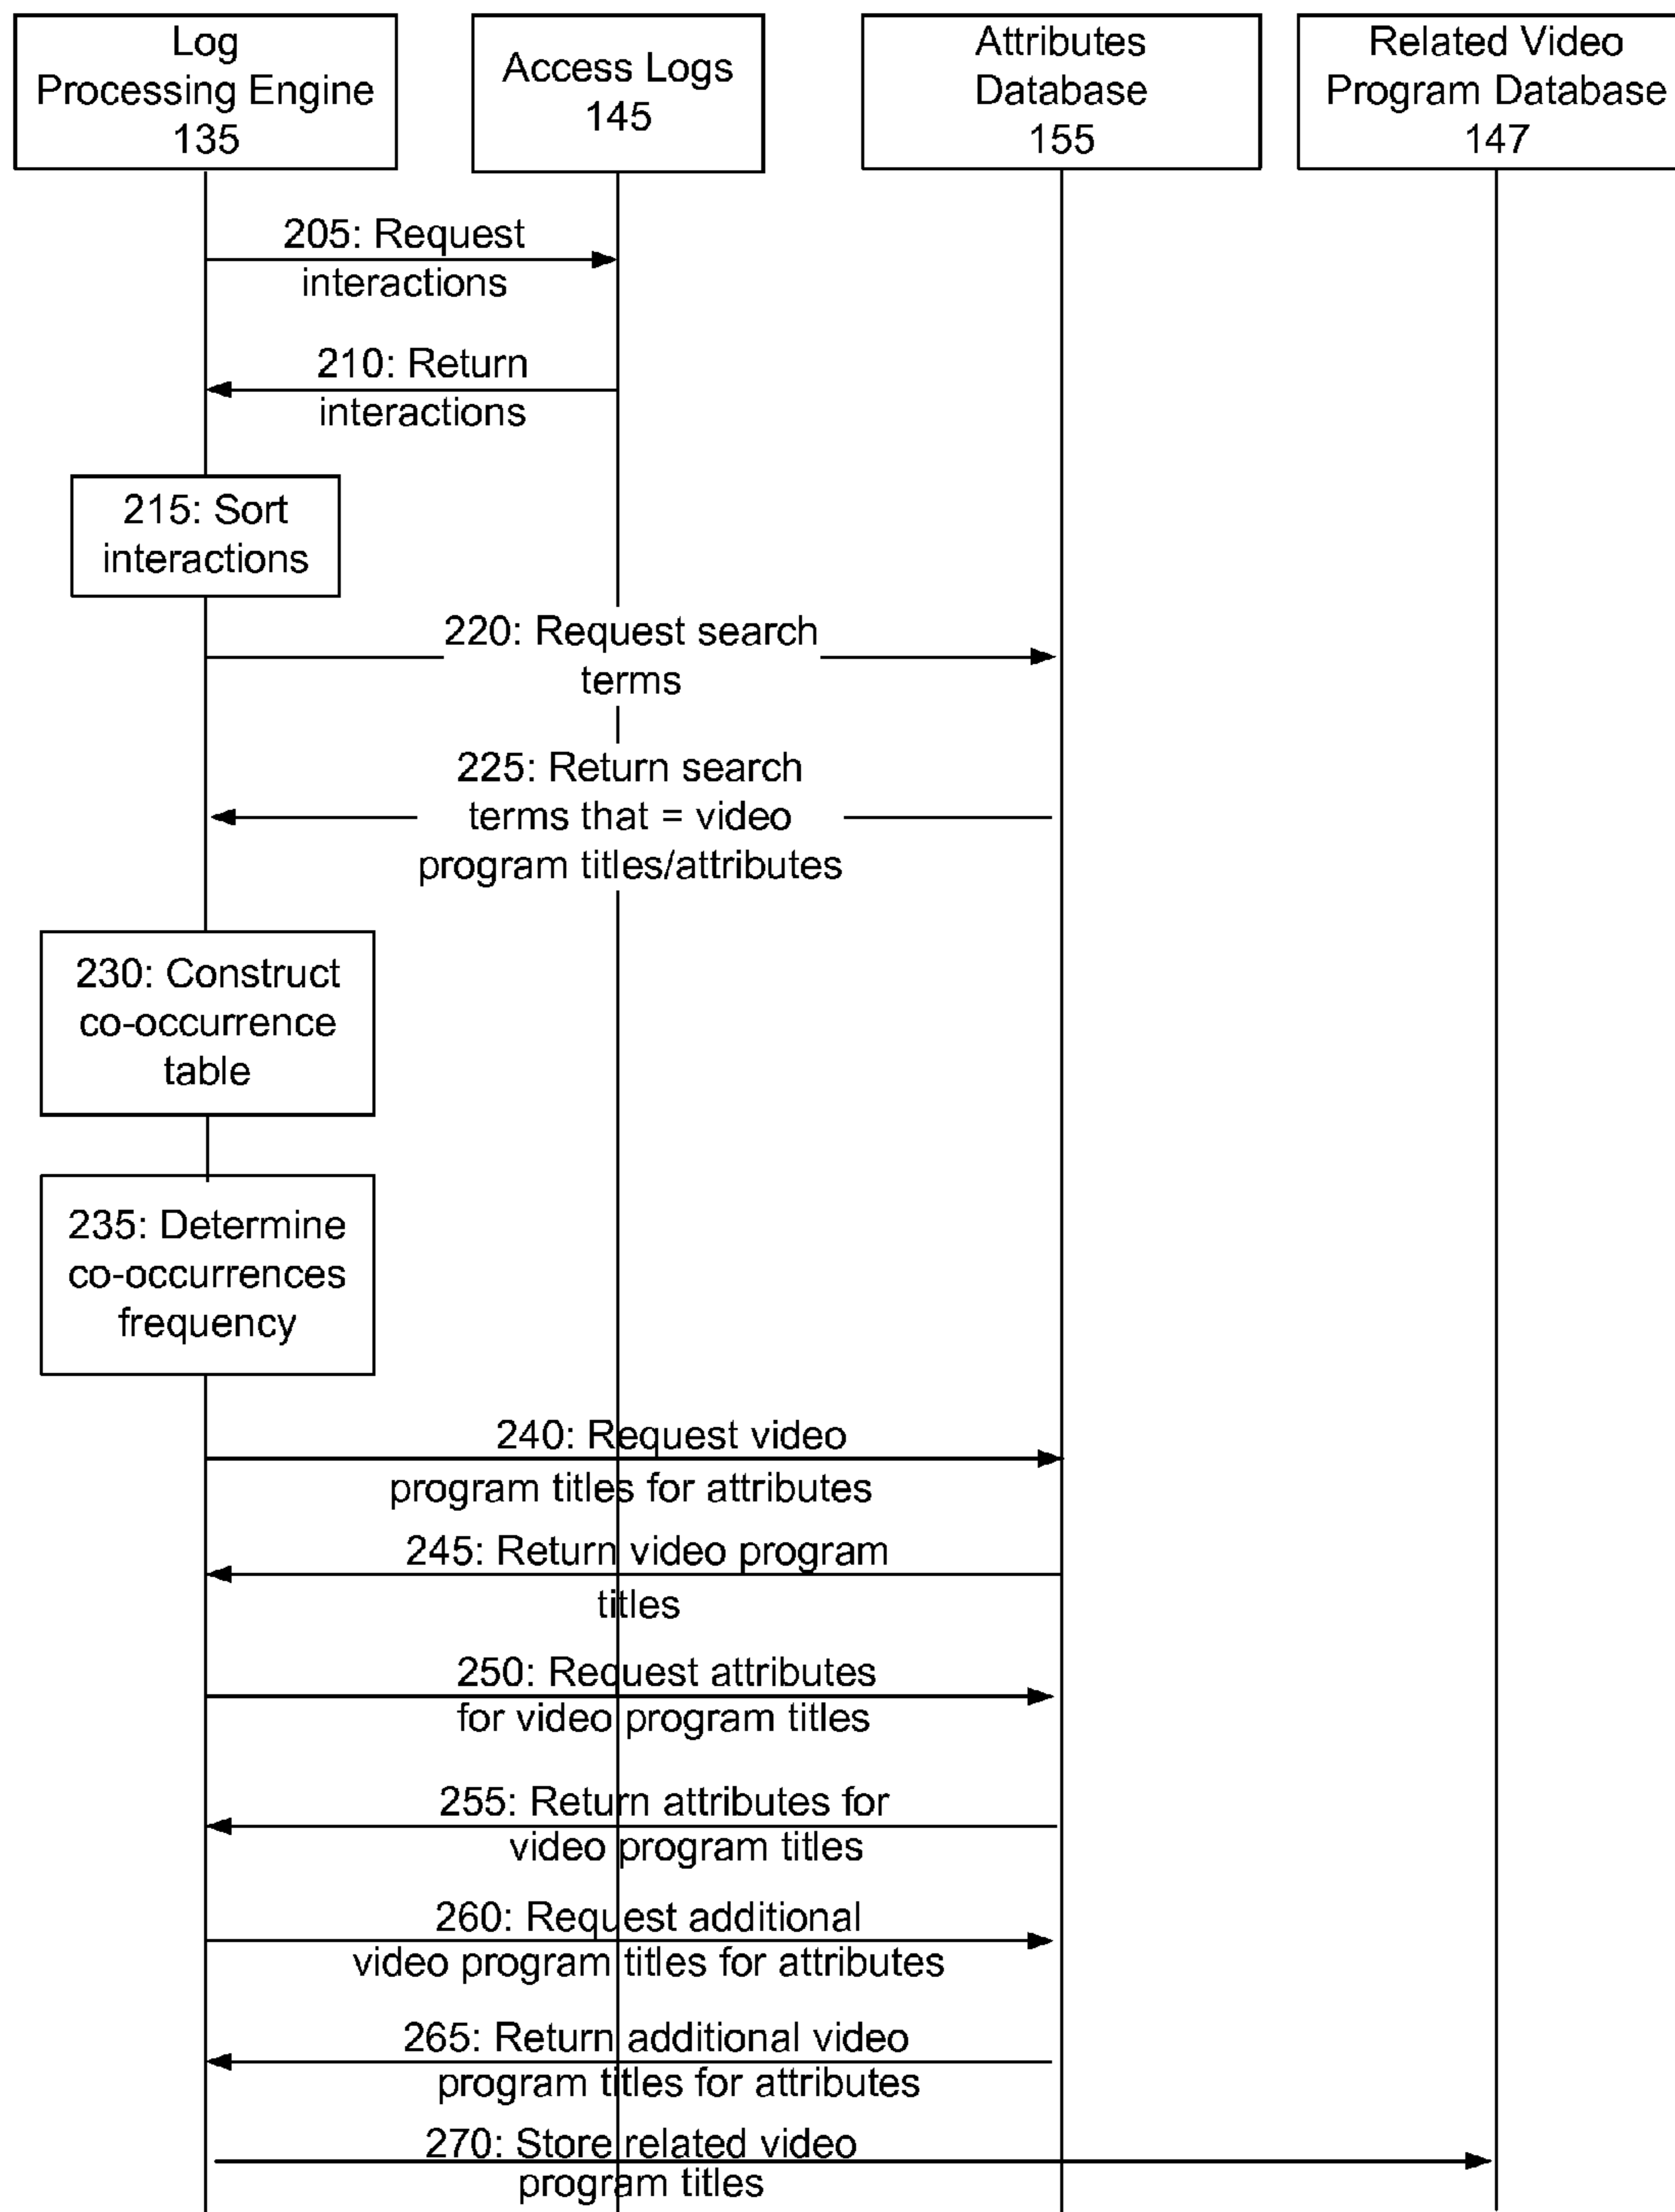 Log
Processing Engine
135
Access Logs
145
Attributes
Database
155
Related Video
Program Database
147
205: Request
interactions
210: Return
interactions
215: Sort
interactions
220: Request search
terms
225: Return search
terms that = video
program titles/attributes
230: Construct
co-occurrence
table
235: Determine
co-occurrences
frequency
240: Request video
program titles for attributes
245: Return video program
titles
250: Request attributes
for video program titles
255: Return attributes for
video program titles
260: Request additional
video program titles for attributes
265: Return additional video
program titles for attributes
270: Store related video
program titles